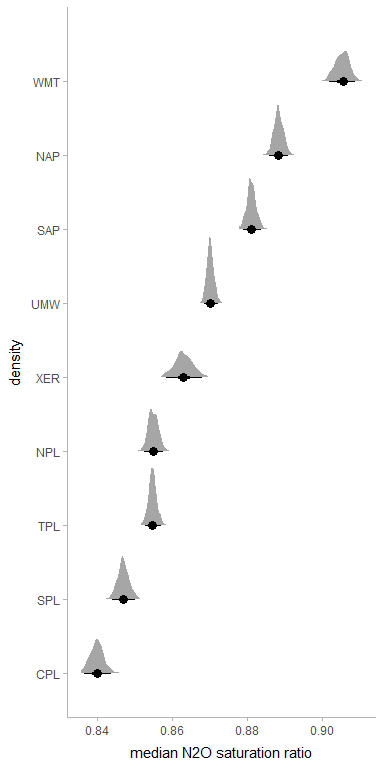 WMT
NAP
SAP
UMW
density
XER
NPL
TPL
SPL
CPL
0.84 0.86 0.88 0.90
median N2O saturation ratio